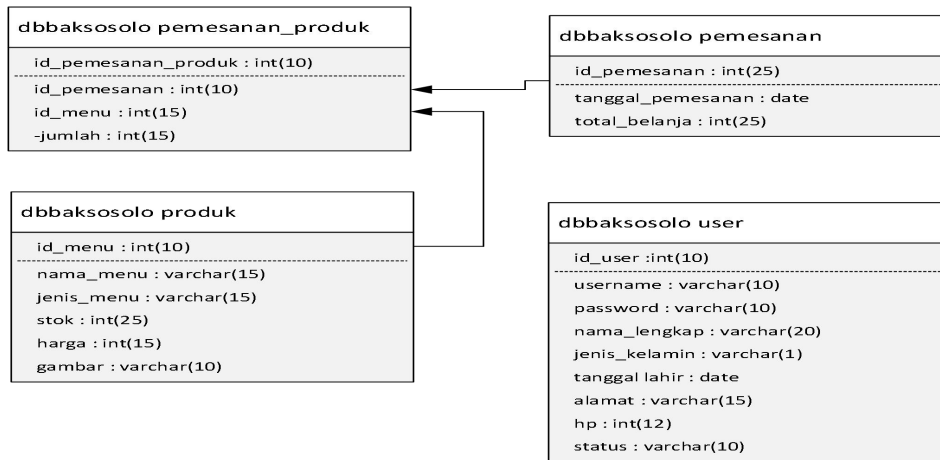 dbbaksosolo pemesanan_produk
id_pemesanan_produk : int(10)
id_pemesanan : int(10)
id_menu : int(15)
-jumlah : int(15)
dbbaksosolo pemesanan
id_pemesanan : int(25)
tanggal_pemesanan : date
total_belanja : int(25)
dbbaksosolo produk
id_menu : int(10)
nama_menu : varchar(15)
jenis_menu : varchar(15)
stok : int(25)
harga : int(15)
gambar : varchar(10)
dbbaksosolo user
id_user :int(10)
username : varchar(10)
password : varchar(10)
nama_lengkap : varchar(20)
jenis_kelamin : varchar(1)
tanggal lahir : date
alamat : varchar(15)
hp : int(12)
status : varchar(10)